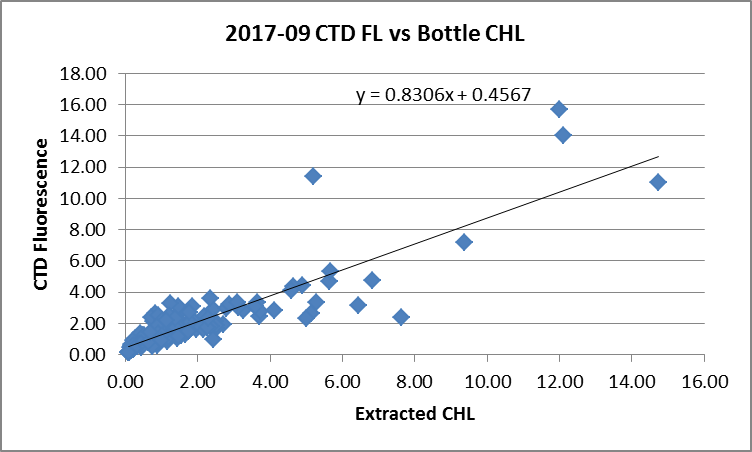 2017-09 CTD FL vs Bottle CHL
y = 0.8306x + 0.4567
CTD Fluorescence
18.00
16.00
14.00
12.00
10.00
8.00
6.00
4.00
2.00
0.00
0.00 2.00 4.00 6.00 8.00 10.00 12.00 14.00 16.00
Extracted CHL